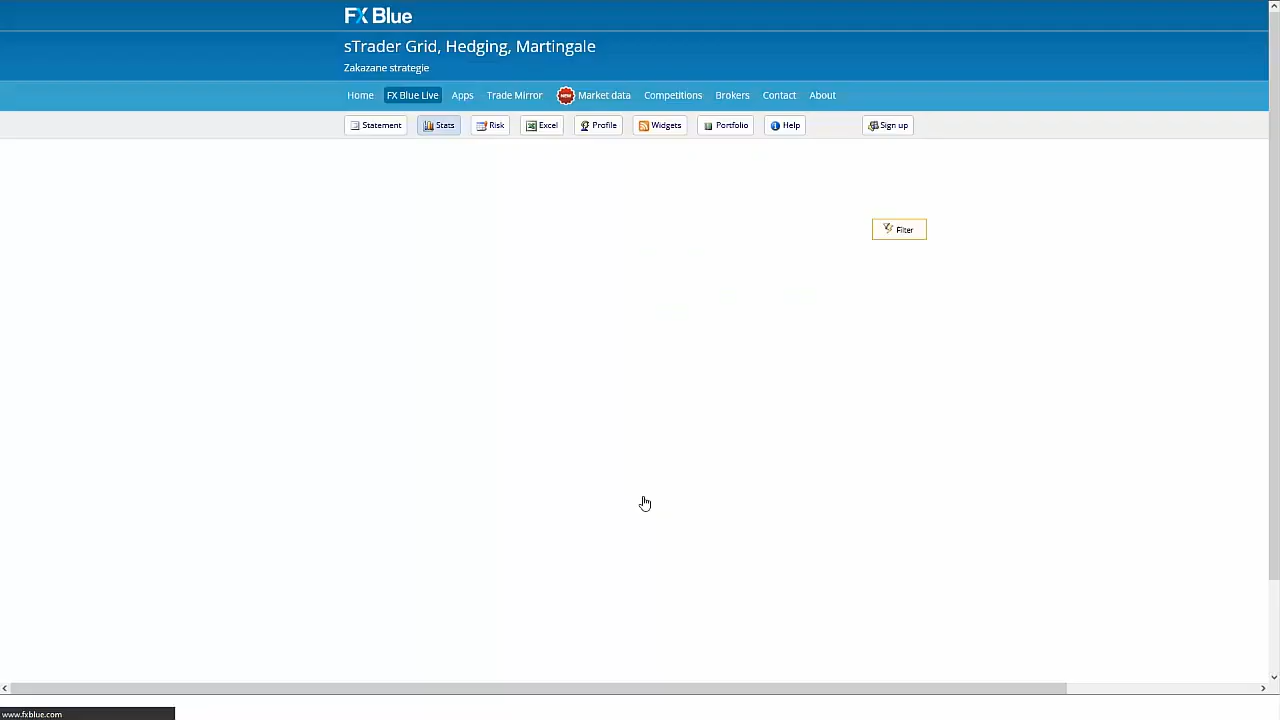 FX Blue
sTrader Grid, Hedging, Martingale
Zakazane strategie
Home FX Blue Live Apps Trade Mirror NEW Market data Competitions Brokers Contact About
Statement Stats Risk Excel Profile Widgets Portfolio Help Sign up
Filter
www.fxblue.com